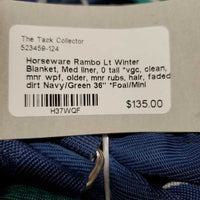 The Tack Collector
523459-124
Horseware Rambo Lt Winter
Blanket, Med liner, 0 tail *vgc, clean,
mnr wpf, older, mnr rubs, hair, faded
dirt Navy/Green 36" *Foal/Mini
$135.00
H37WQF